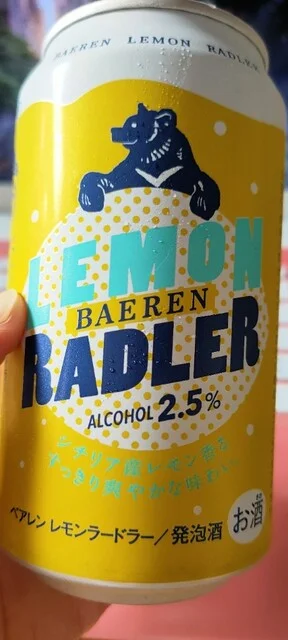 BAEREN LEMON RADLER
LEMON
BAEREN
RADLER
ALCOHOL 2.5%
シチリア産レモン香る
すっきり爽やかな味わい。
ベアレン レモンラードラー/発泡酒
お酒